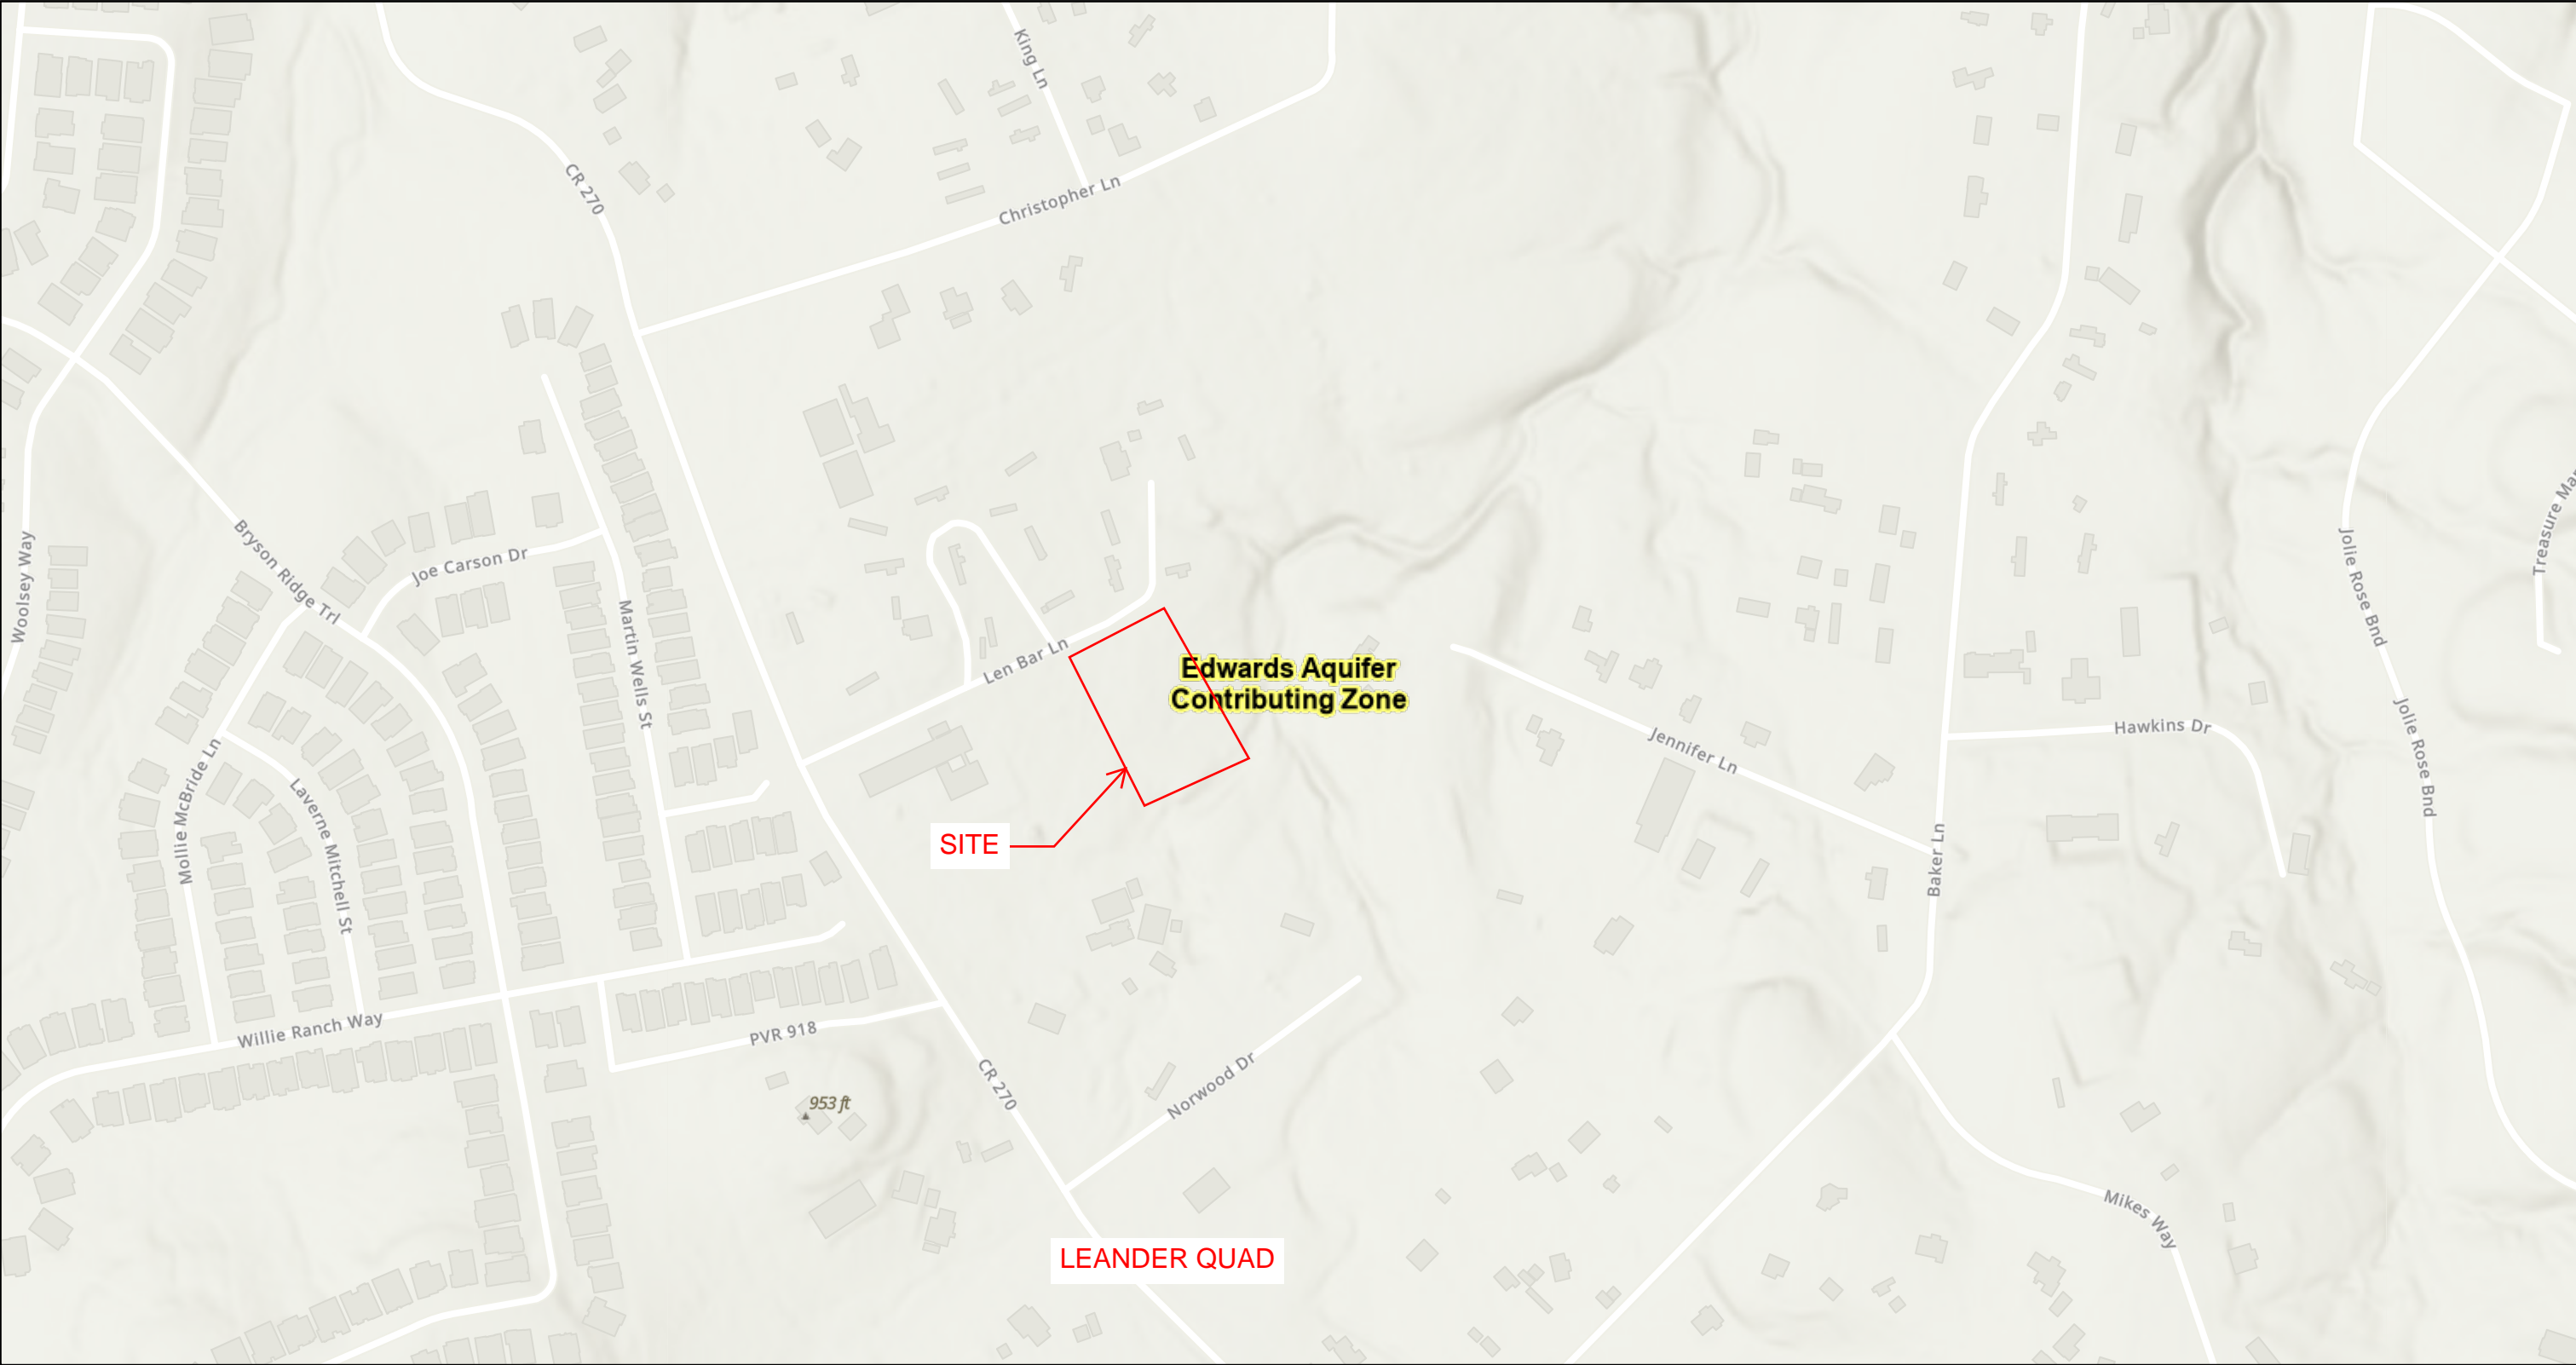 King Ln
CR 270
Christopher Ln
Woolsey Way
Bryson Ridge Trl
Joe Carson Dr
Martin Wells St
Len Bar Ln
Edwards Aquifer
Contributing Zone
Jennifer Ln
Hawkins Dr
Jolie Rose Bnd
Jolie Rose Bnd
Mollie McBride Ln
Laverne Mitchell St
SITE
Baker Ln
Willie Ranch Way
PVR 918
953 ft
CR 270
Norwood Dr
Mikes Way
LEANDER QUAD
Treasure